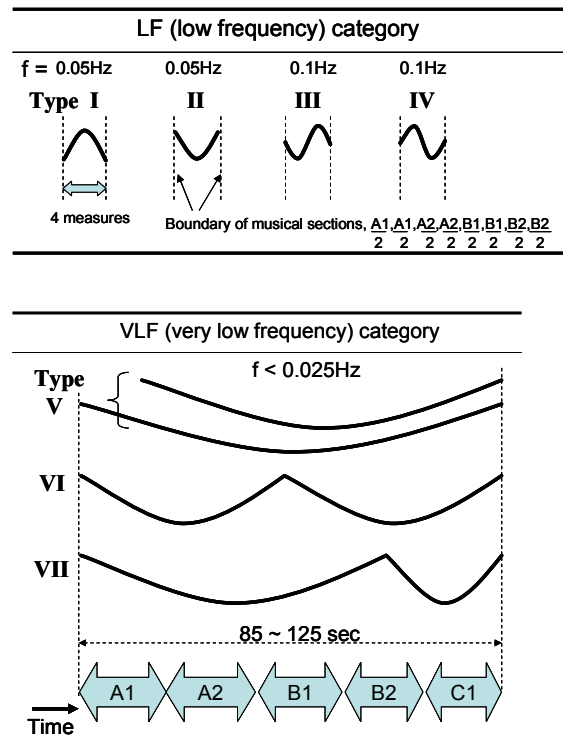 LF (low frequency) category
f = 0.05Hz 0.05Hz 0.1Hz 0.1Hz
Type I II III IV
4 measures
Boundary of musical sections, A1/2, A1/2, A2/2, A2/2, B1/2, B1/2, B2/2, B2/2
VLF (very low frequency) category
f < 0.025Hz
Type
V
VI
VII
85 ~ 125 sec
A1 A2 B1 B2 C1
Time